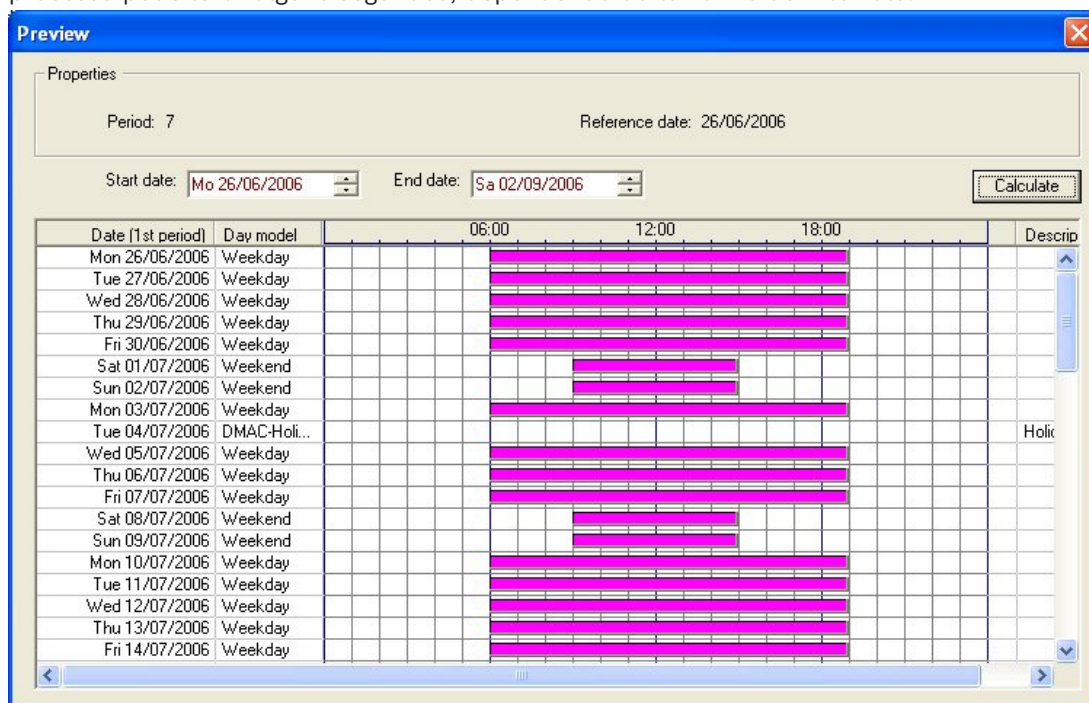 Preview
Properties
Period: 7 Reference date: 26/06/2006
Start date: Mo 26/06/2006 End date: Sa 02/09/2006 Calculate
Date (1st period) Day model 06:00 12:00 18:00 Descrip
Mon 26/06/2006 Weekday
Tue 27/06/2006 Weekday
Wed 28/06/2006 Weekday
Thu 29/06/2006 Weekday
Fri 30/06/2006 Weekday
Sat 01/07/2006 Weekend
Sun 02/07/2006 Weekend
Mon 03/07/2006 Weekday
Tue 04/07/2006 DMAC-Holi... Holic
Wed 05/07/2006 Weekday
Thu 06/07/2006 Weekday
Fri 07/07/2006 Weekday
Sat 08/07/2006 Weekend
Sun 09/07/2006 Weekend
Mon 10/07/2006 Weekday
Tue 11/07/2006 Weekday
Wed 12/07/2006 Weekday
Thu 13/07/2006 Weekday
Fri 14/07/2006 Weekday